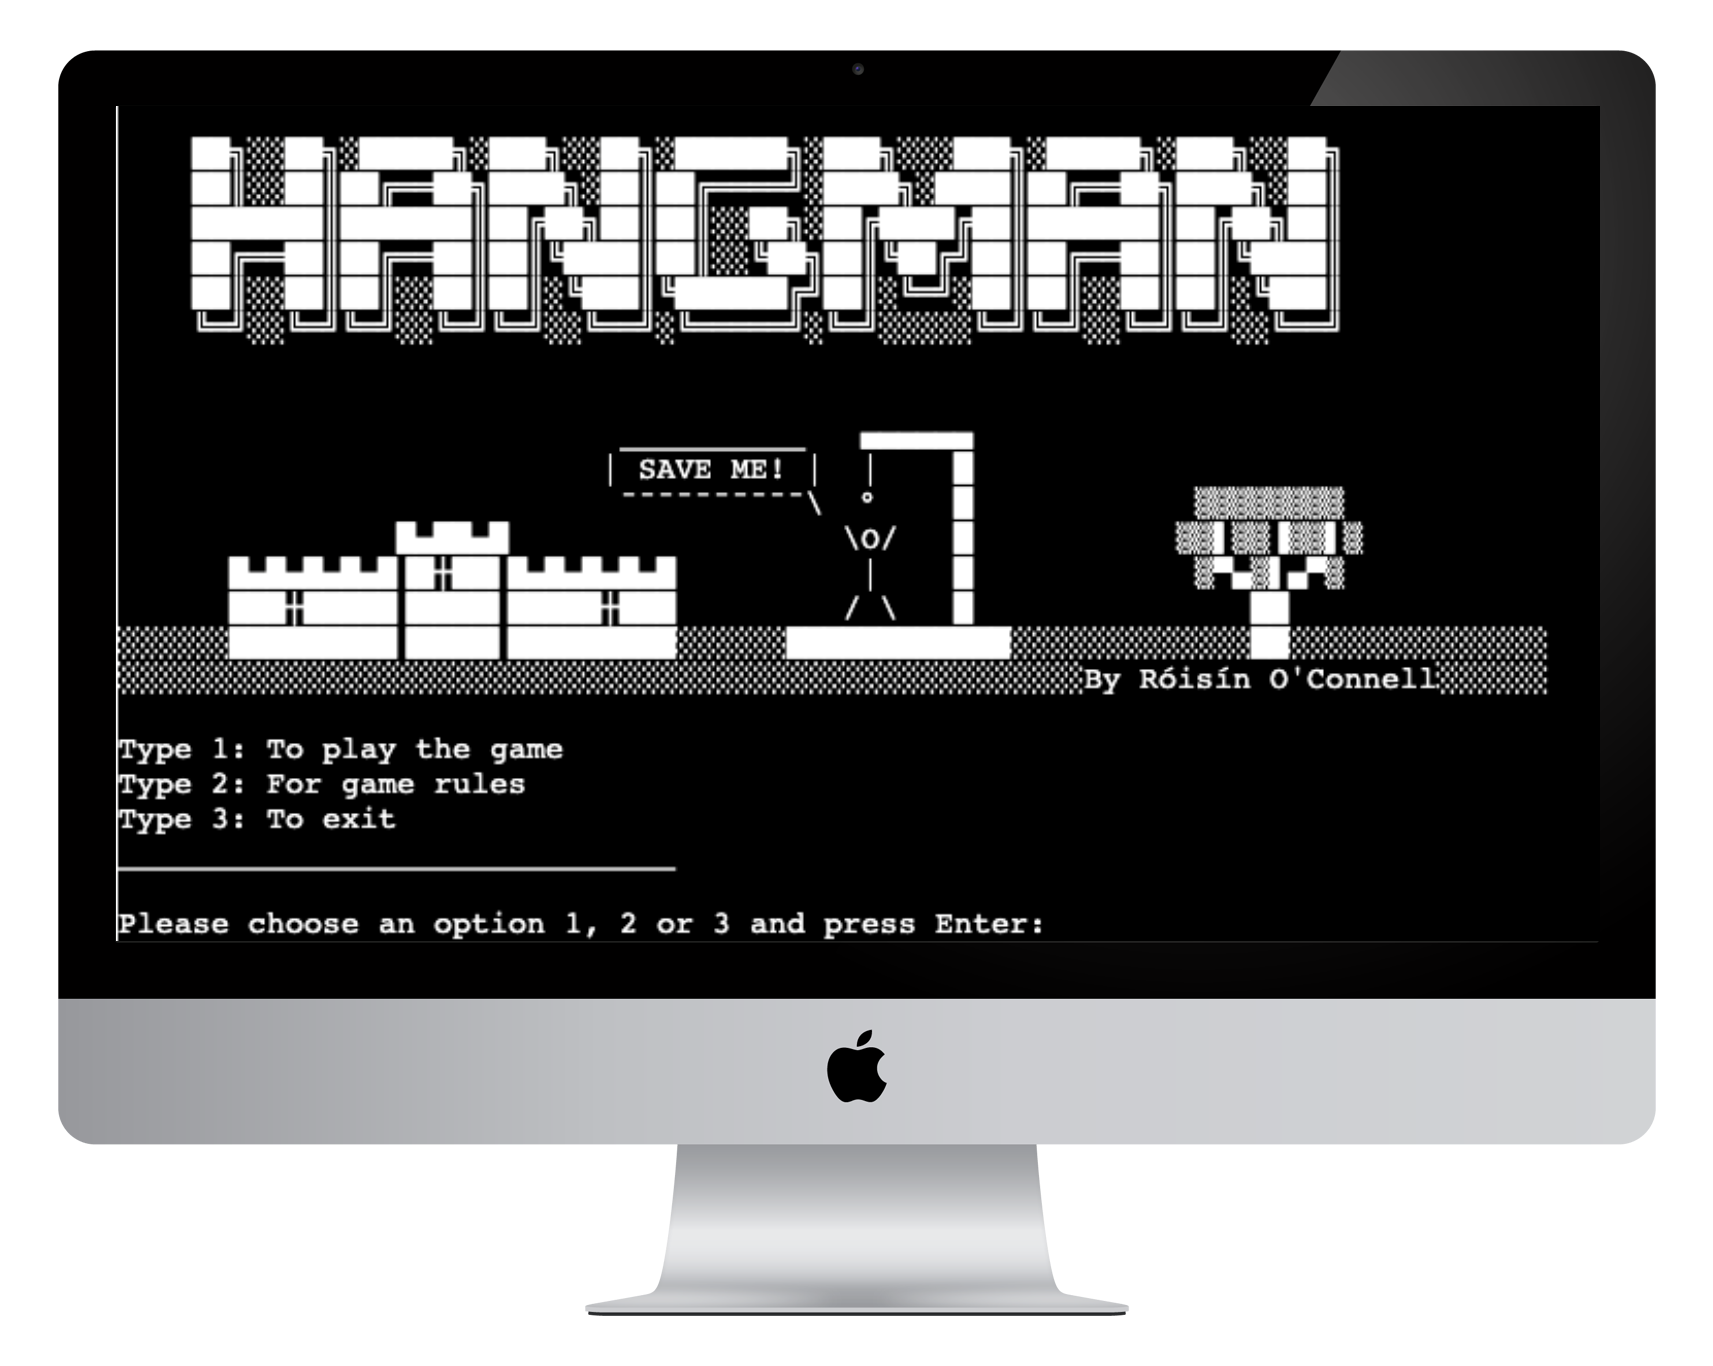 HANGMAN
SAVE ME!
By Róisín O'Connell
Type 1: To play the game
Type 2: For game rules
Type 3: To exit
Please choose an option 1, 2 or 3 and press Enter: